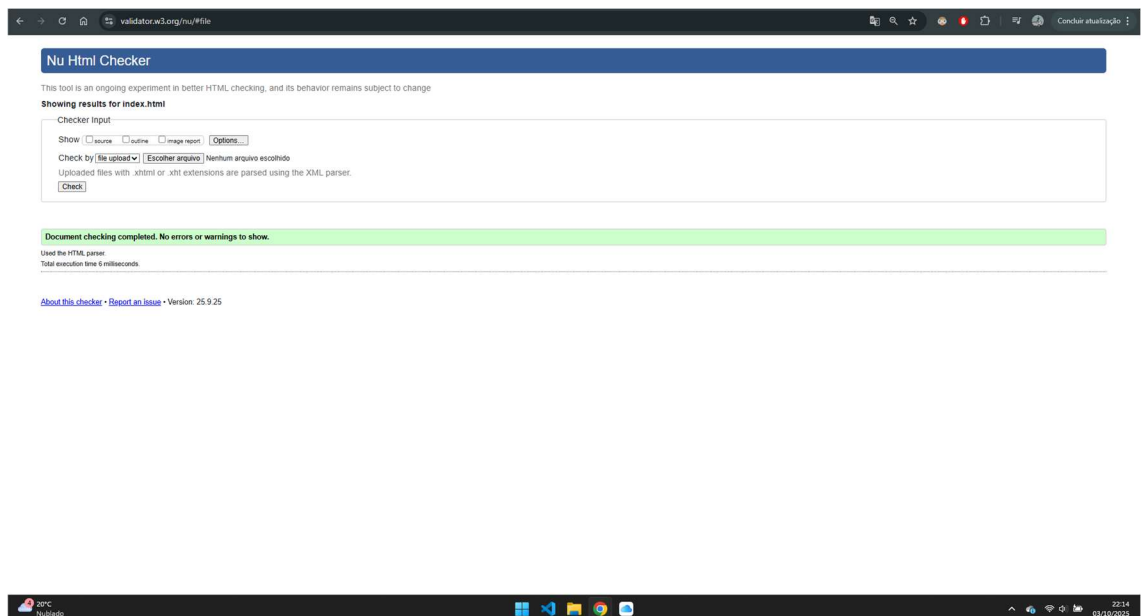 validator.w3.org/nu/#file
Concluir atualização
Nu Html Checker
This tool is an ongoing experiment in better HTML checking, and its behavior remains subject to change
Showing results for index.html
Checker Input
Show source outline image report Options...
Check by file upload Escolher arquivo Nenhum arquivo escolhido
Uploaded files with .xhtml or .xht extensions are parsed using the XML parser.
Check
Document checking completed. No errors or warnings to show.
Used the HTML parser.
Total execution time 6 milliseconds.
About this checker • Report an issue • Version: 25.9.25
4 20°C
Nublado
22:14
03/10/2025